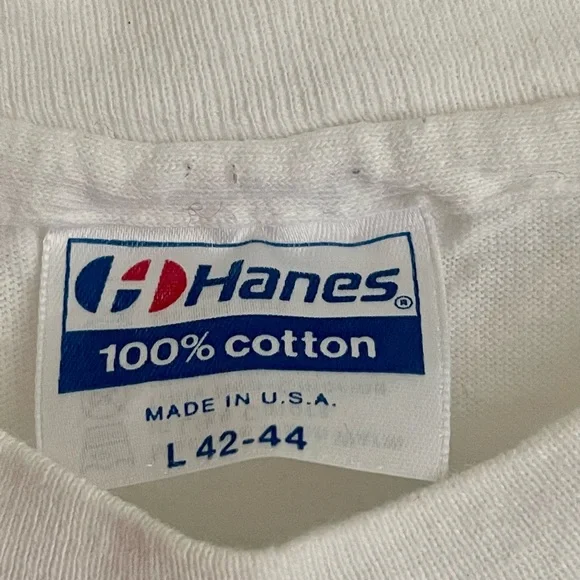 Hanes®
100% cotton
MADE IN U.S.A.
L 42-44